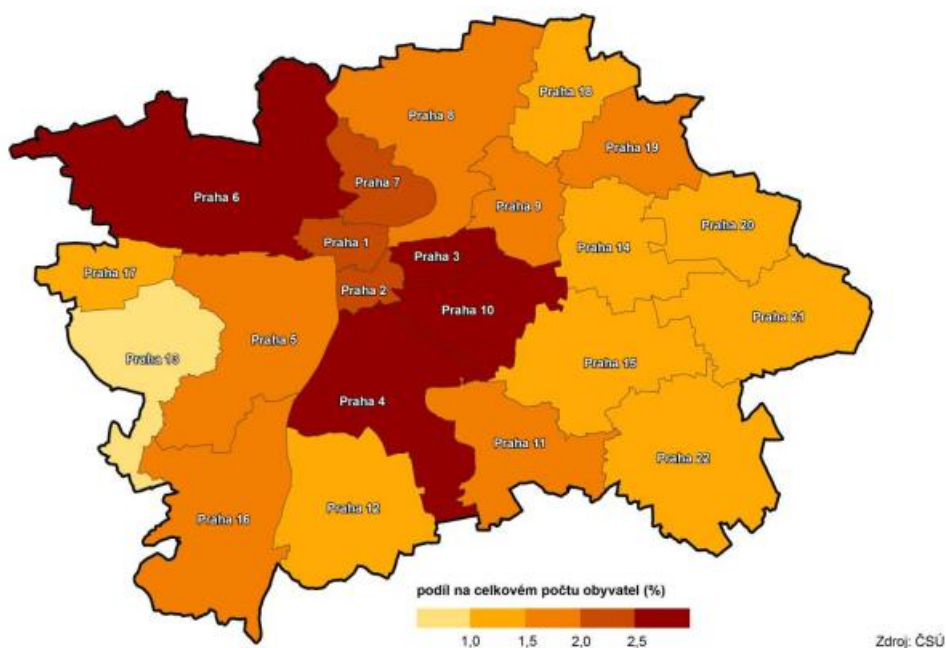 Praha 18
Praha 8
Praha 19
Praha 7
Praha 6
Praha 9
Praha 20
Praha 1
Praha 14
Praha 3
Praha 17
Praha 2
Praha 10
Praha 21
Praha 5
Praha 13
Praha 15
Praha 4
Praha 11
Praha 22
Praha 12
Praha 16
podíl na celkovém počtu obyvatel (%)
1,0 1,5 2,0 2,5
Zdroj: ČSÚ